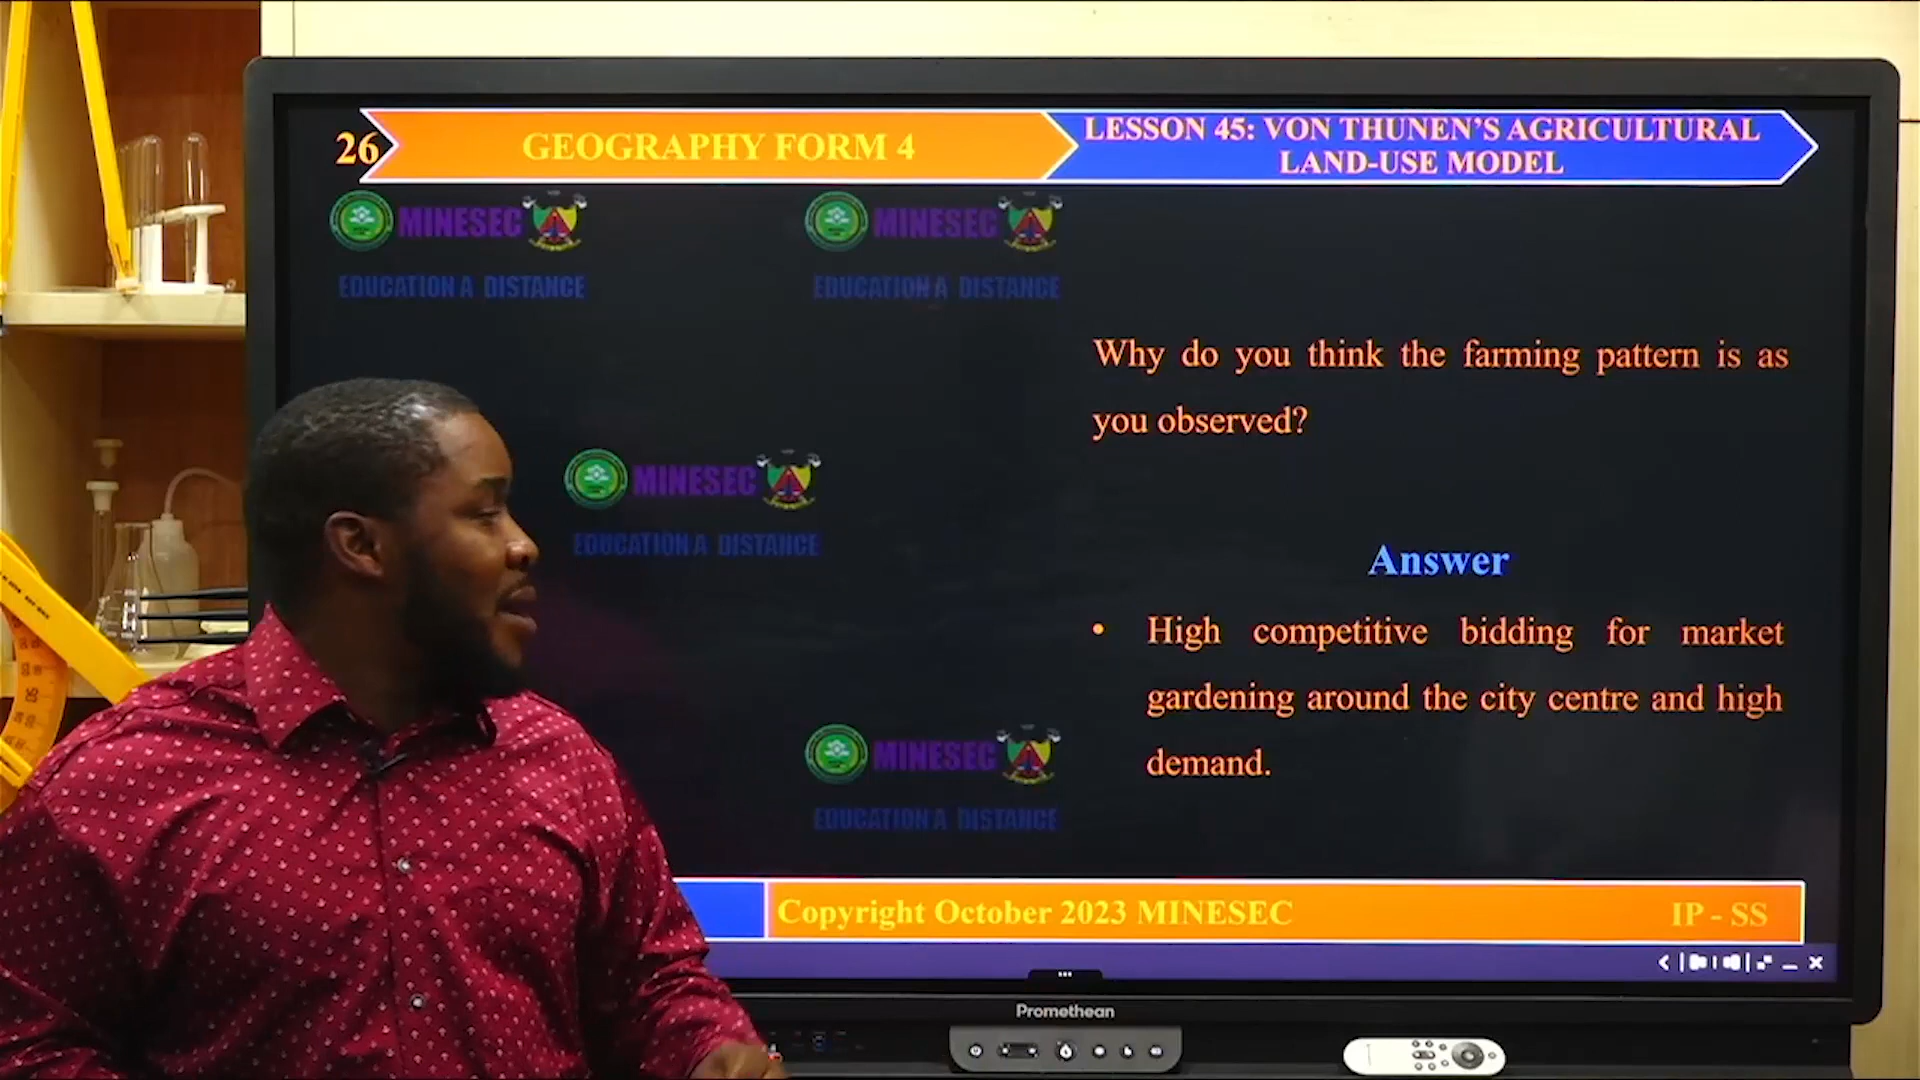 26
GEOGRAPHY FORM 4
LESSON 45: VON THUNEN'S AGRICULTURAL
LAND-USE MODEL
MINESEC
EDUCATION A DISTANCE
MINESEC
EDUCATION A DISTANCE
Why do you think the farming pattern is as
you observed?
MINESEC
EDUCATION A DISTANCE
Answer
• High competitive bidding for market
gardening around the city centre and high
demand.
MINESEC
EDUCATION A DISTANCE
Copyright October 2023 MINESEC
IP - SS
Promethean